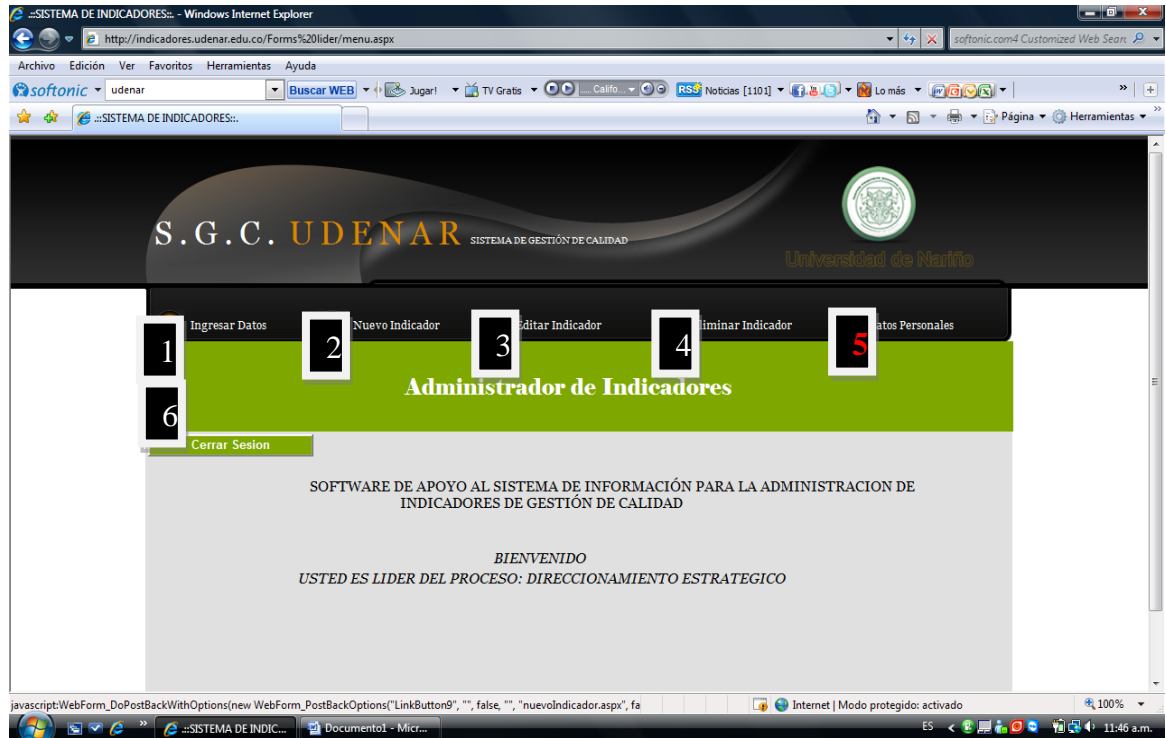 .::SISTEMA DE INDICADORES::. - Windows Internet Explorer
http://indicadores.udenar.edu.co/Forms%20lider/menu.aspx
softonic.com4 Customized Web Searc
Archivo Edición Ver Favoritos Herramientas Ayuda
softonic udenar Buscar WEB Jugar! TV Gratis .... Califo... RSS Noticias [1101] Lo más
.::SISTEMA DE INDICADORES::. Página Herramientas
S.G.C. UDENAR SISTEMA DE GESTIÓN DE CALIDAD
Universidad de Nariño
Ingresar Datos Nuevo Indicador ditar Indicador liminar Indicador atos Personales
1 2 3 4 5
Administrador de Indicadores
6
Cerrar Sesion
SOFTWARE DE APOYO AL SISTEMA DE INFORMACIÓN PARA LA ADMINISTRACION DE
INDICADORES DE GESTIÓN DE CALIDAD
BIENVENIDO
USTED ES LIDER DEL PROCESO: DIRECCIONAMIENTO ESTRATEGICO
javascript:WebForm_DoPostBackWithOptions(new WebForm_PostBackOptions("LinkButton9", "", false, "", "nuevoIndicador.aspx", fa Internet | Modo protegido: activado 100%
.::SISTEMA DE INDIC... Documento1 - Micr... ES 11:46 a.m.